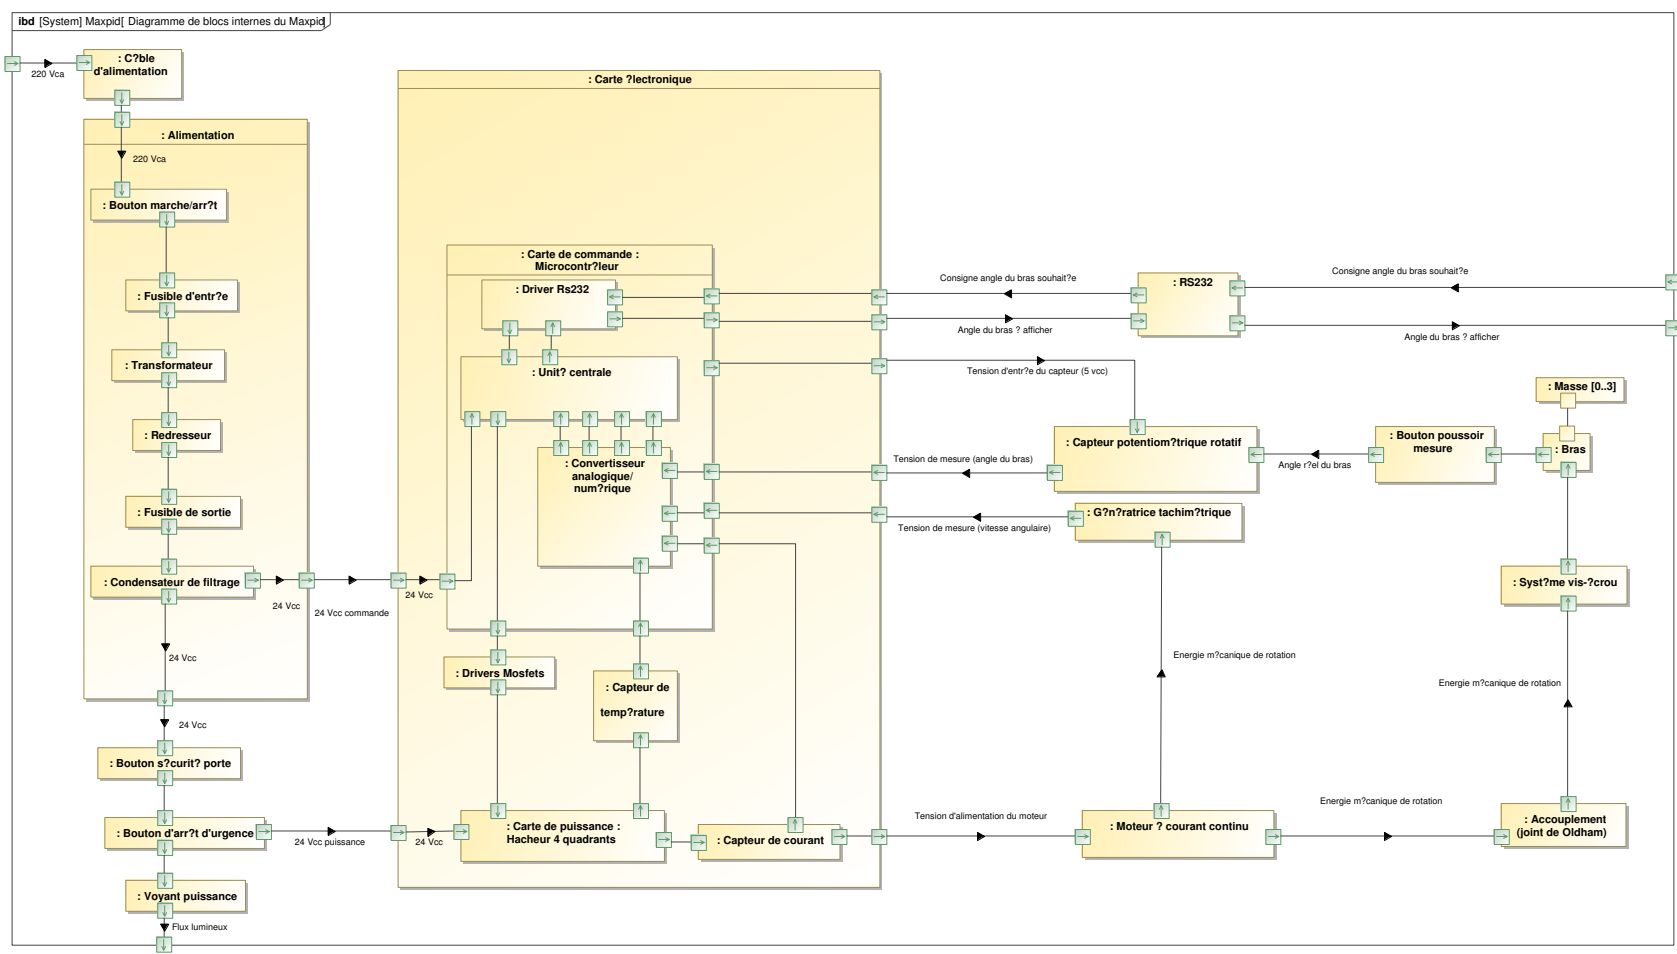 ibd [System] Maxpid[ Diagramme de blocs internes du Maxpid]
220 Vca
: C?ble
d'alimentation
: Alimentation
220 Vca
: Bouton marche/arr?t
: Fusible d'entr?e
: Transformateur
: Redresseur
: Fusible de sortie
: Condensateur de filtrage
24 Vcc
24 Vcc commande
24 Vcc
24 Vcc
24 Vcc
: Bouton s?curit? porte
: Bouton d'arr?t d'urgence
24 Vcc puissance
24 Vcc
: Voyant puissance
Flux lumineux
: Carte ?lectronique
: Carte de commande :
Microcontr?leur
: Driver Rs232
: Unit? centrale
: Convertisseur
analogique/
num?rique
: Drivers Mosfets
: Capteur de
temp?rature
: Carte de puissance :
Hacheur 4 quadrants
: Capteur de courant
Consigne angle du bras souhait?e
Angle du bras ? afficher
: RS232
Consigne angle du bras souhait?e
Angle du bras ? afficher
Tension d'entr?e du capteur (5 vcc)
: Capteur potentiom?trique rotatif
Tension de mesure (angle du bras)
Angle r?el du bras
: Bouton poussoir
mesure
: Masse [0..3]
: Bras
: G?n?ratrice tachim?trique
Tension de mesure (vitesse angulaire)
: Syst?me vis-?crou
Energie m?canique de rotation
Energie m?canique de rotation
Tension d'alimentation du moteur
: Moteur ? courant continu
Energie m?canique de rotation
: Accouplement
(joint de Oldham)